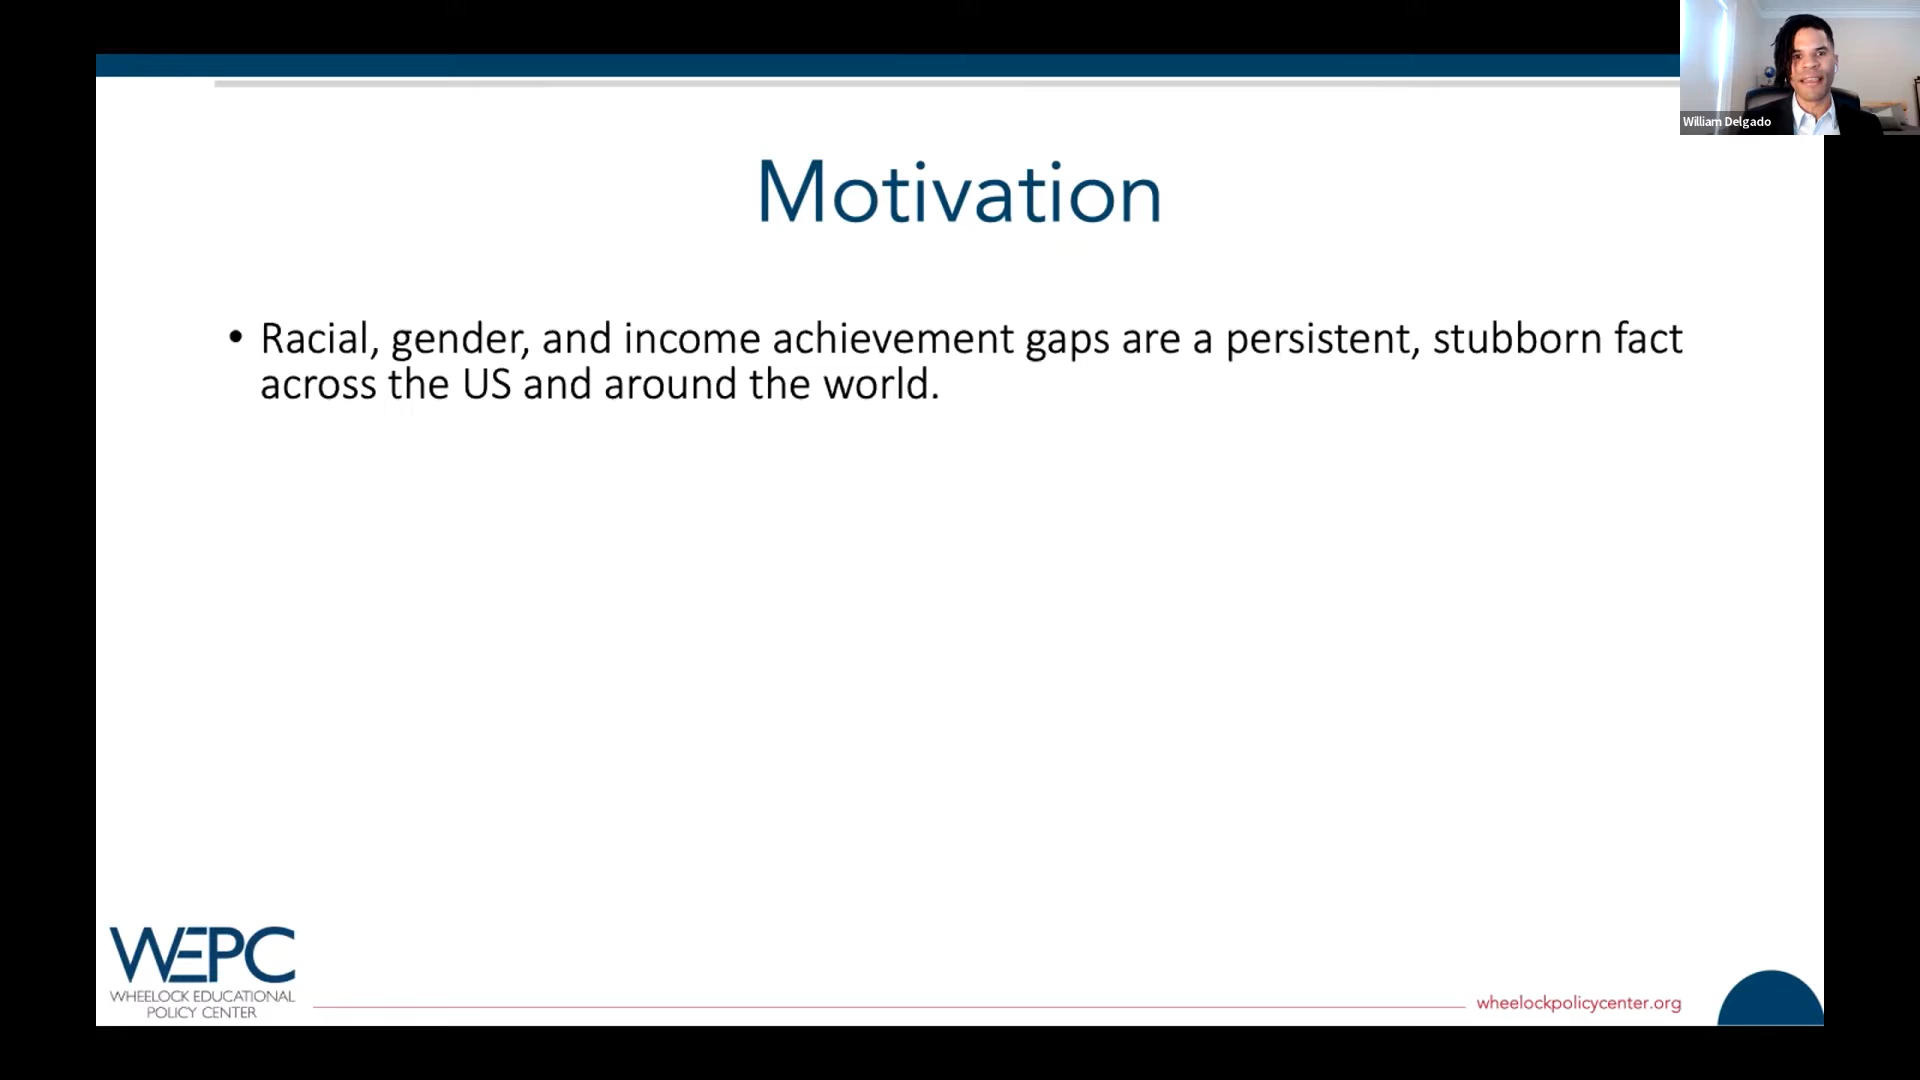 William Delgado
Motivation
• Racial, gender, and income achievement gaps are a persistent, stubborn fact
across the US and around the world.
WEPC
WHEELOCK EDUCATIONAL
POLICY CENTER
wheelockpolicycenter.org